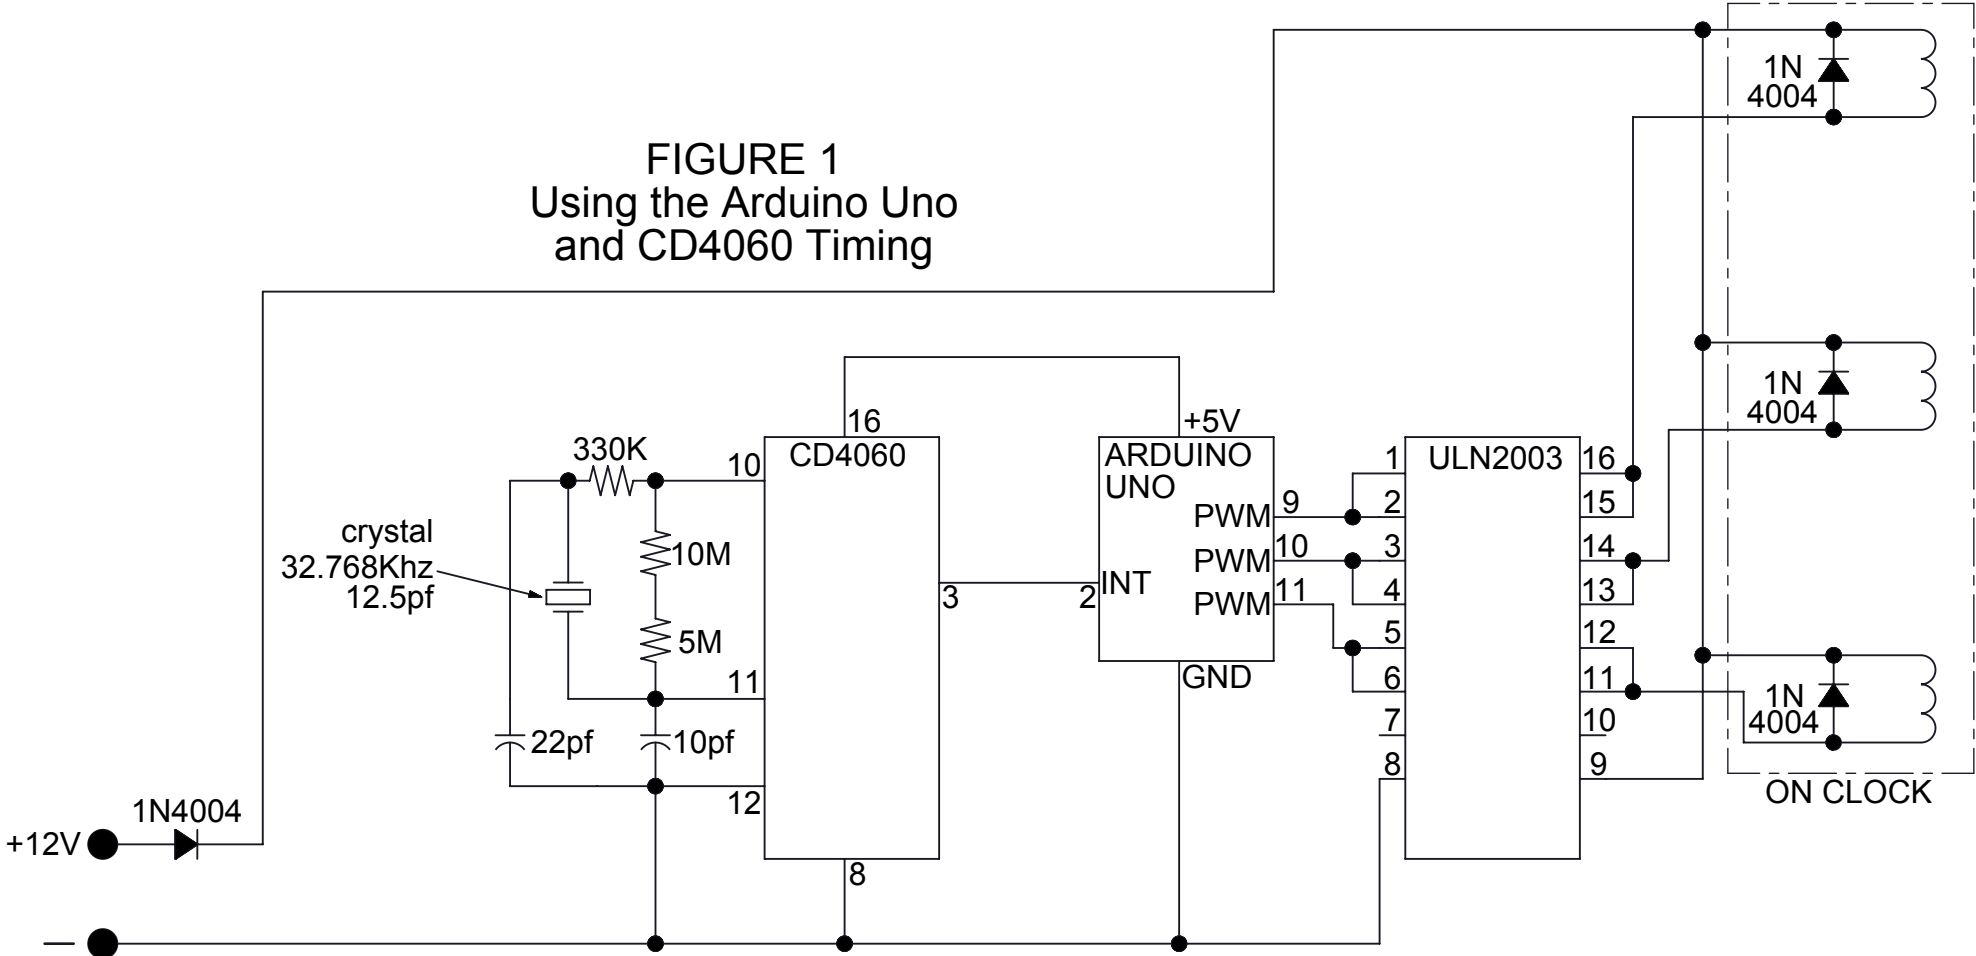 FIGURE 1
Using the Arduino Uno
and CD4060 Timing
1N
4004
1N
4004
1N
4004
ON CLOCK
+12V
1N4004
—
crystal
32.768Khz
12.5pf
330K
10M
5M
22pf
10pf
CD4060
16
10
11
12
3
8
ARDUINO
UNO
+5V
PWM
9
PWM
10
PWM
11
2
INT
GND
ULN2003
1
2
3
4
5
6
7
8
16
15
14
13
12
11
10
9